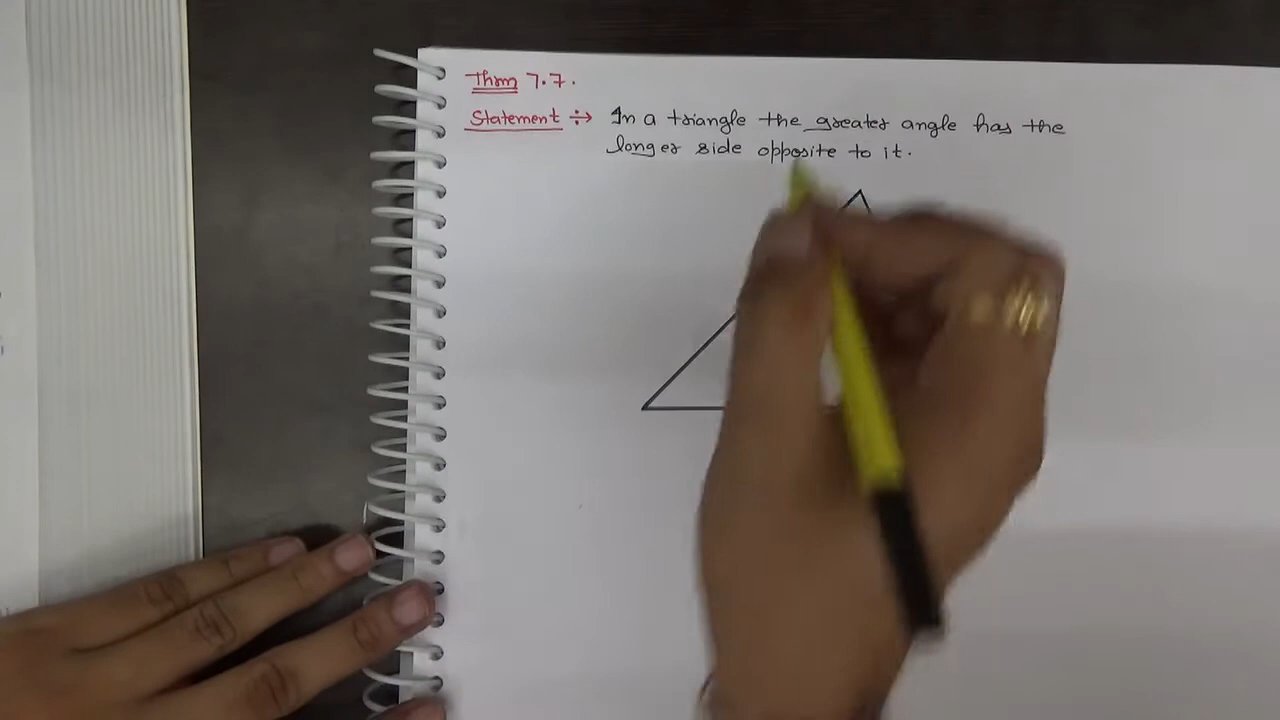 Thm 7.7.
Statement ÷> In a triangle the greater angle has the
longer side opposite to it.